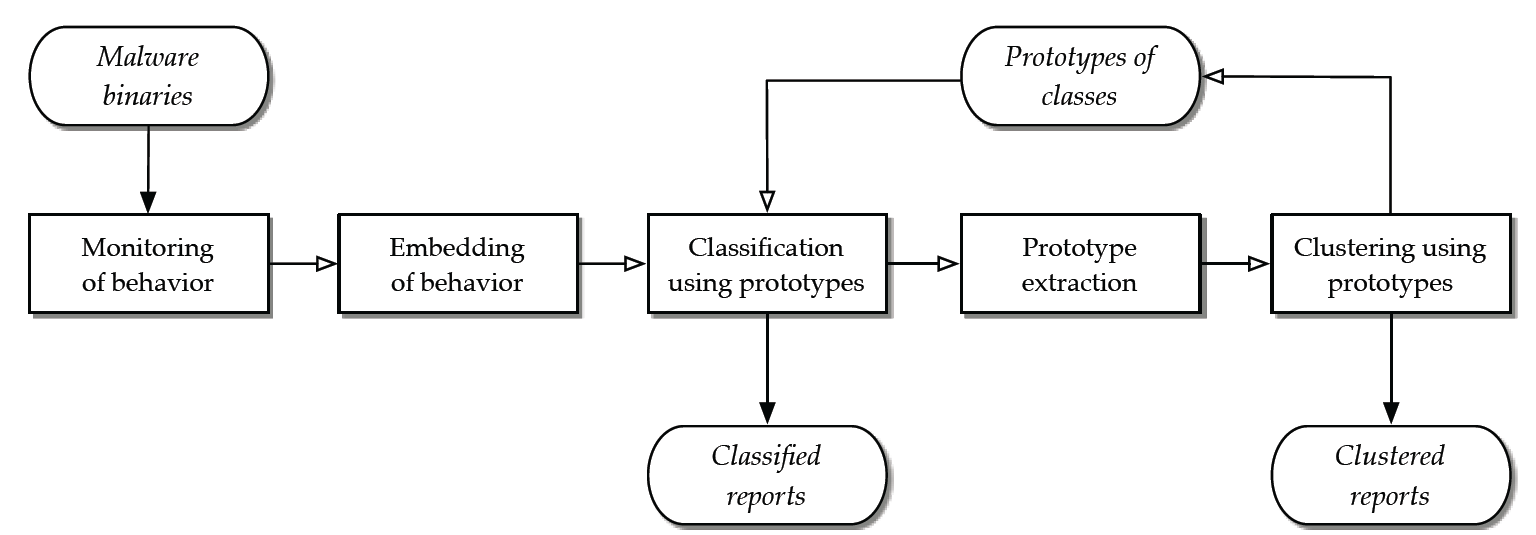 Malware
binaries
Prototypes of
classes
Monitoring
of behavior
Embedding
of behavior
Classification
using prototypes
Prototype
extraction
Clustering using
prototypes
Classified
reports
Clustered
reports